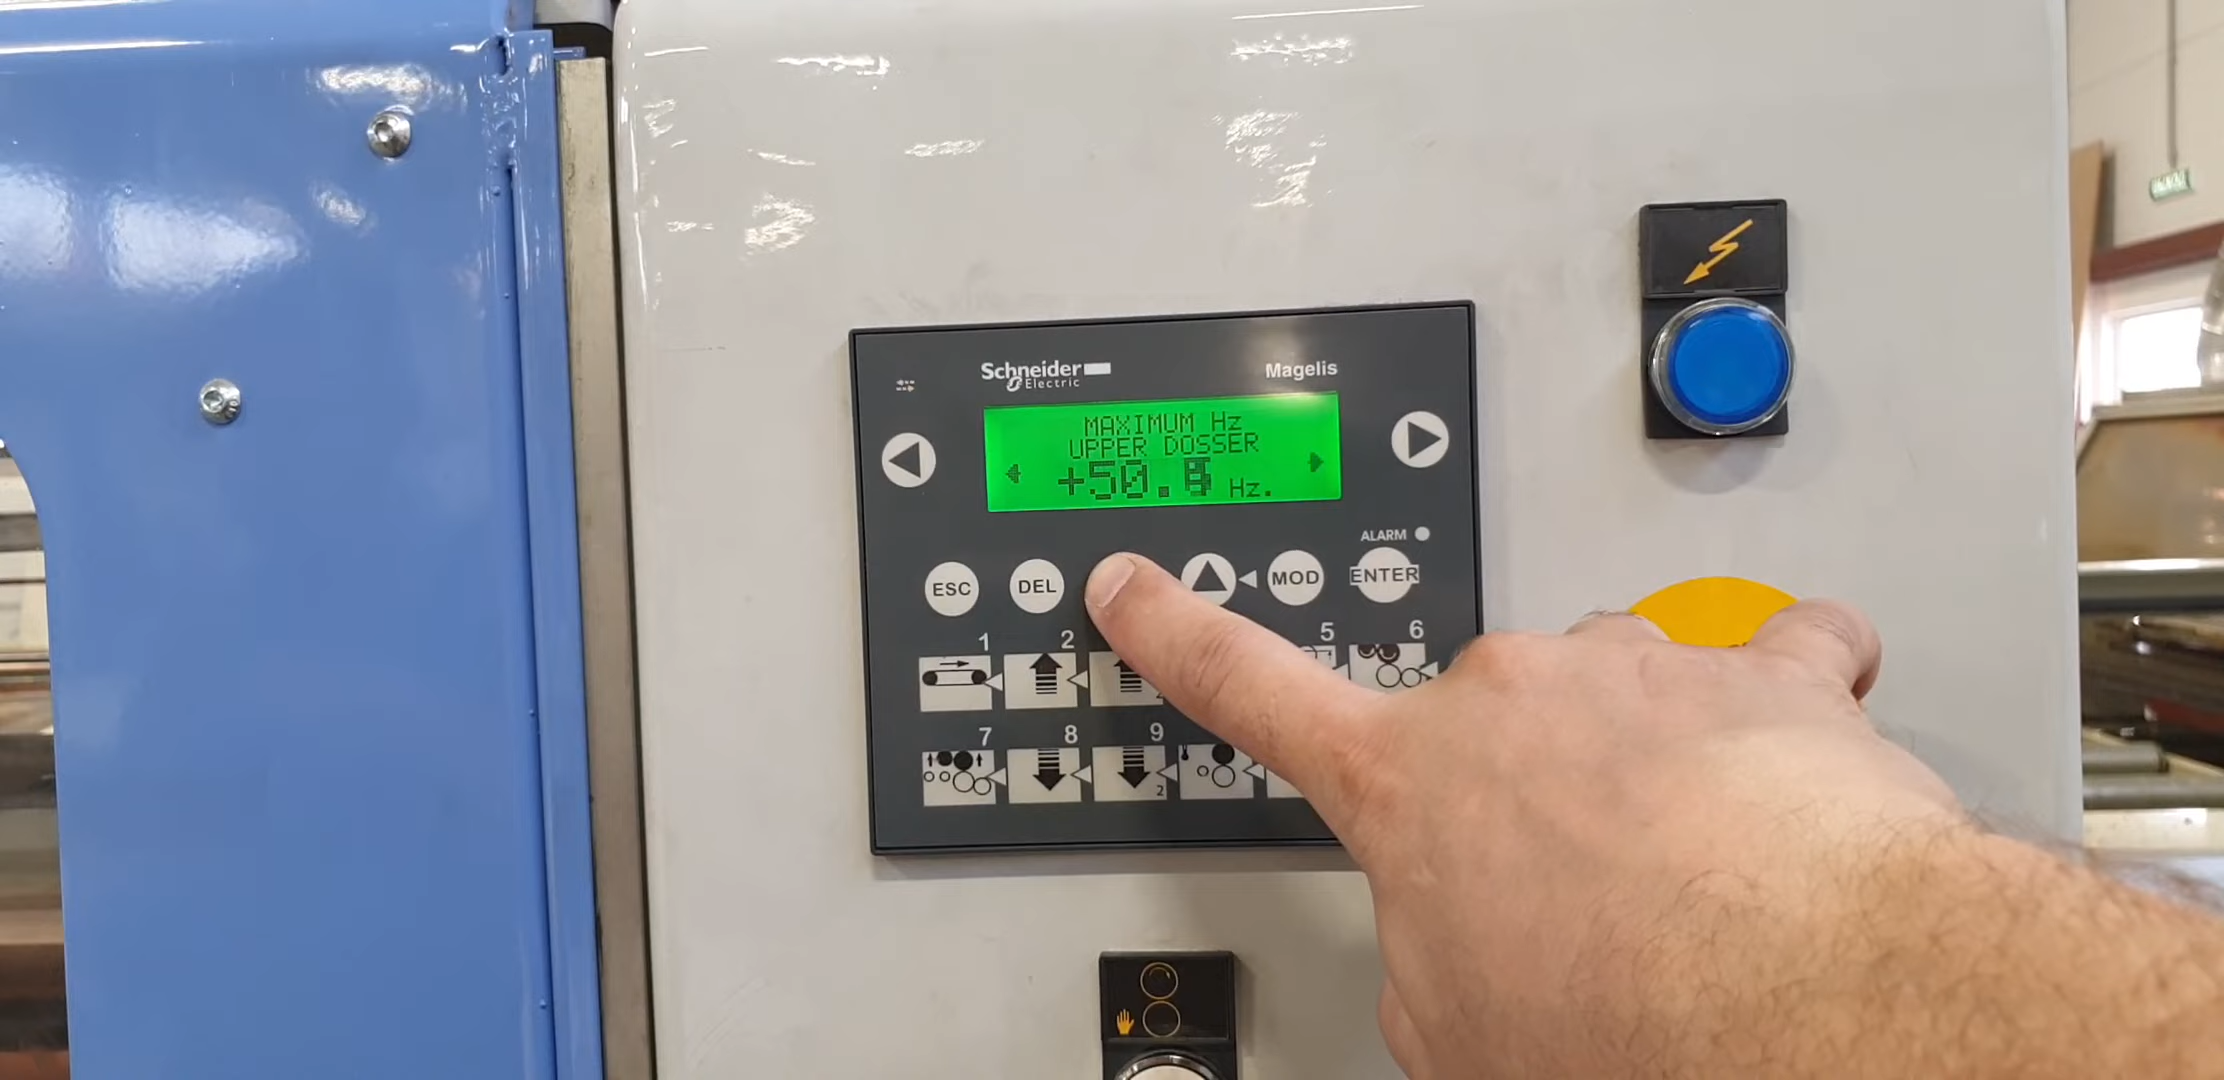 Schneider
Electric
Magelis
MAXIMUM Hz
UPPER DOSSER
+50. Hz.
ALARM
ESC
DEL
MOD
ENTER
1
2
5
6
7
8
9
2